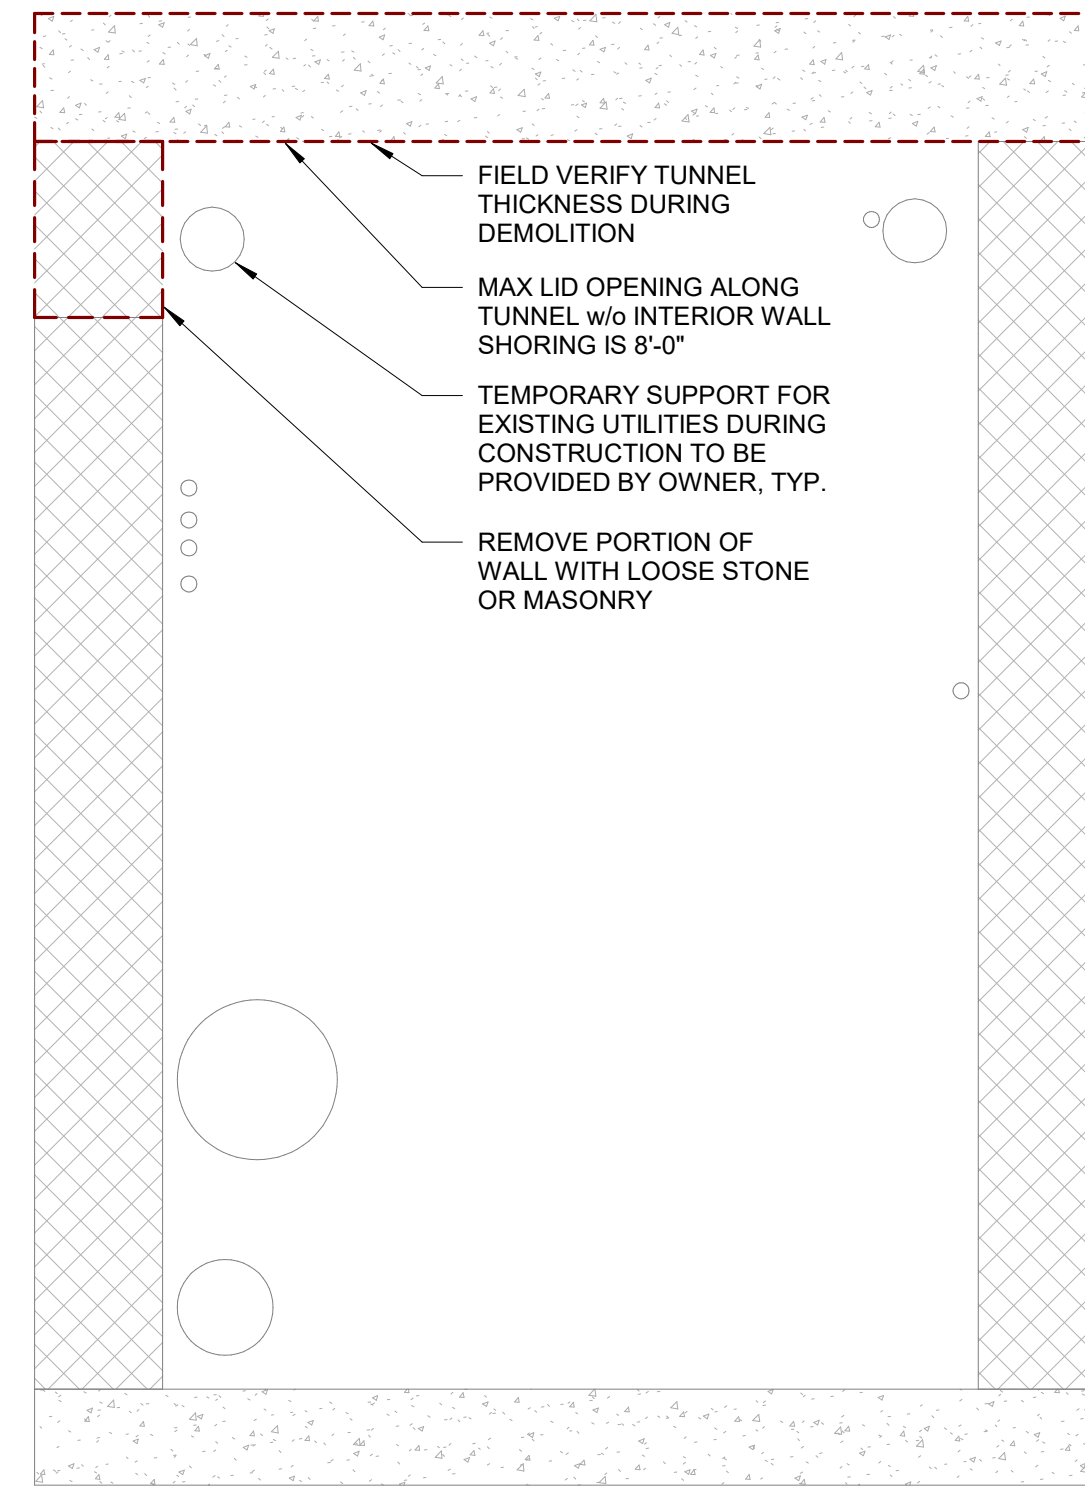 FIELD VERIFY TUNNEL
THICKNESS DURING
DEMOLITION
MAX LID OPENING ALONG
TUNNEL w/o INTERIOR WALL
SHORING IS 8'-0"
TEMPORARY SUPPORT FOR
EXISTING UTILITIES DURING
CONSTRUCTION TO BE
PROVIDED BY OWNER, TYP.
REMOVE PORTION OF
WALL WITH LOOSE STONE
OR MASONRY